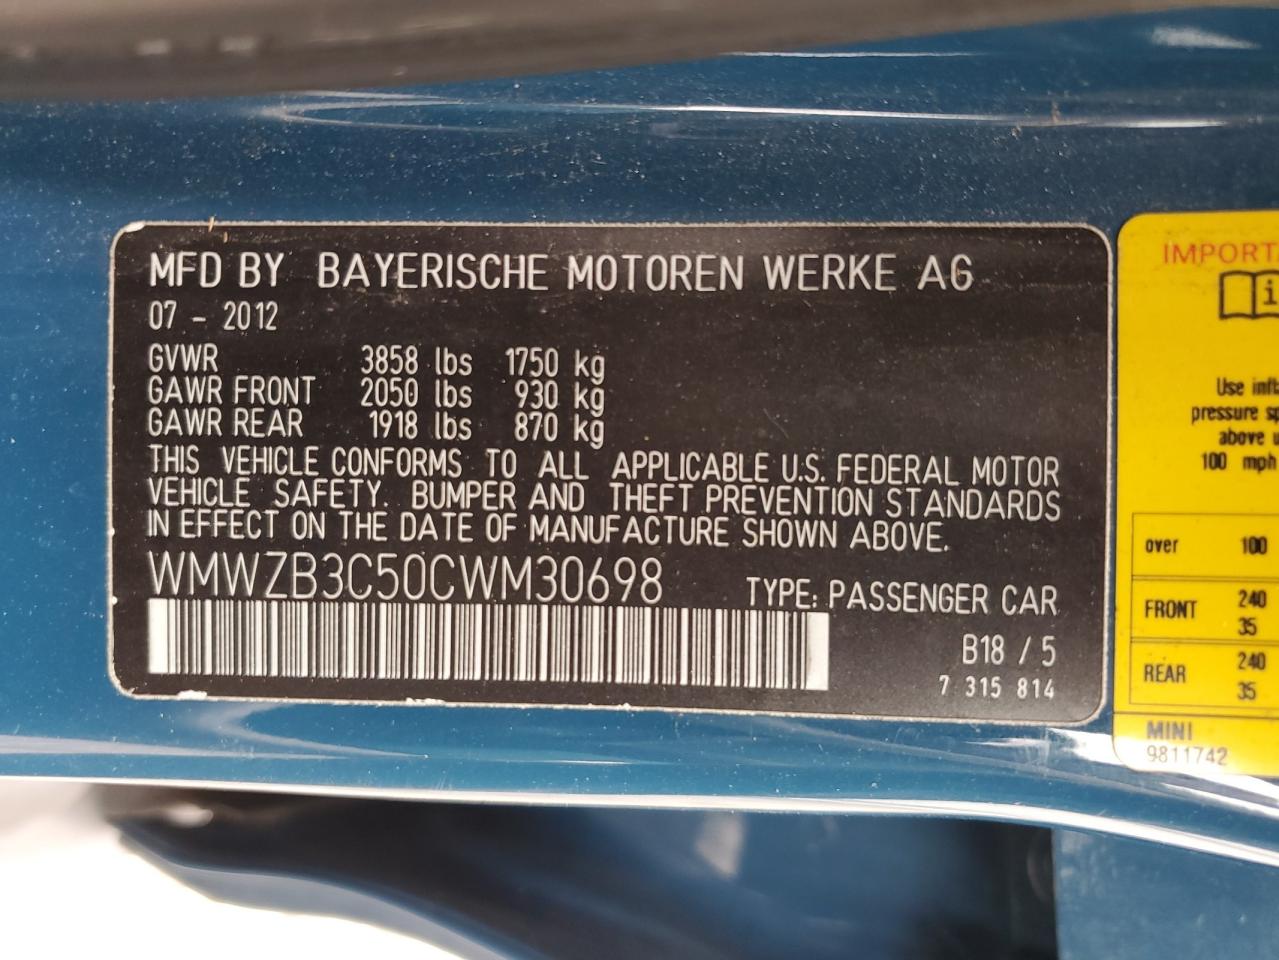 MFD BY BAYERISCHE MOTOREN WERKE AG
07 - 2012
GVWR 3858 lbs 1750 kg
GAWR FRONT 2050 lbs 930 kg
GAWR REAR 1918 lbs 870 kg
THIS VEHICLE CONFORMS TO ALL APPLICABLE U.S. FEDERAL MOTOR
VEHICLE SAFETY. BUMPER AND THEFT PREVENTION STANDARDS
IN EFFECT ON THE DATE OF MANUFACTURE SHOWN ABOVE.
WMWZB3C50CWM30698 TYPE: PASSENGER CAR
B18 / 5
7 315 814
IMPORTA
i
Use infl
pressure sp
above
100 mph
over 100
FRONT 240
35
REAR 240
35
MINI
9811742